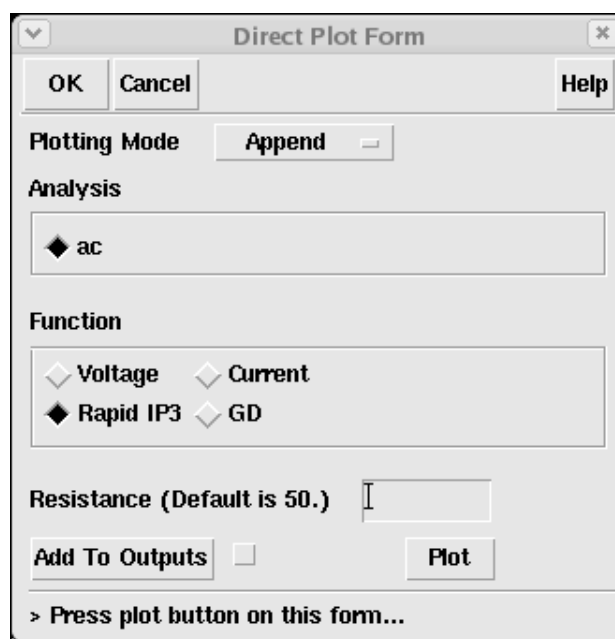 Direct Plot Form
OK Cancel Help
Plotting Mode Append
Analysis
ac
Function
Voltage Current
Rapid IP3 GD
Resistance (Default is 50.)
Add To Outputs Plot
> Press plot button on this form...